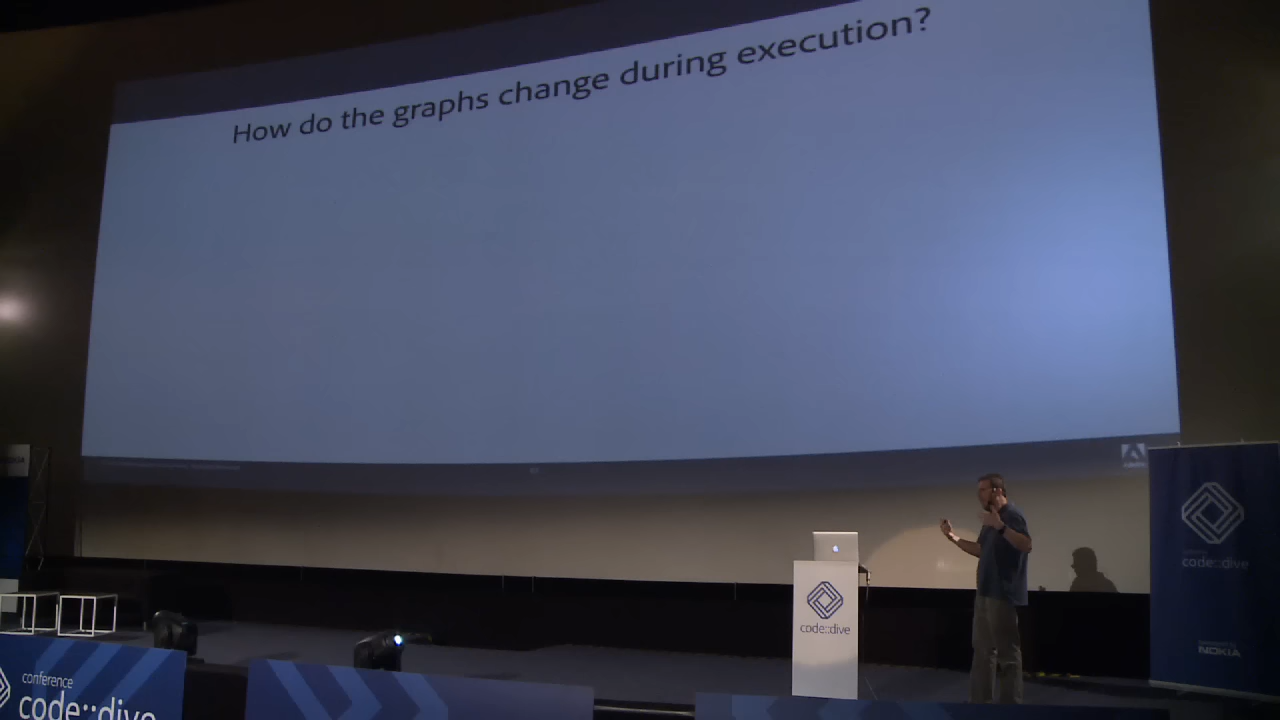 How do the graphs change during execution?
code::dive
code::dive
NOKIA
conference
code::dive